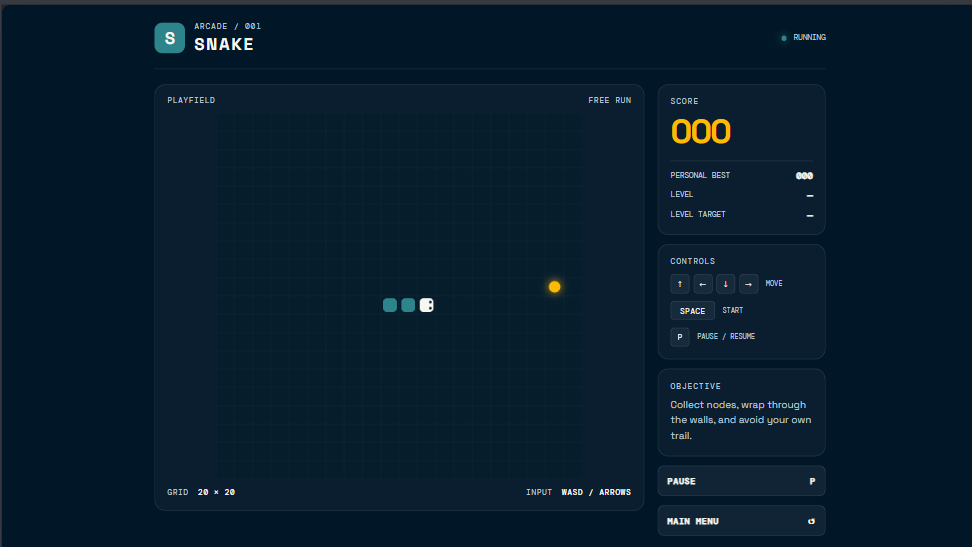 S
ARCADE / 001
SNAKE
RUNNING
PLAYFIELD
FREE RUN
GRID 20 × 20
INPUT WASD / ARROWS
SCORE
000
PERSONAL BEST 000
LEVEL —
LEVEL TARGET —
CONTROLS
↑ ← ↓ → MOVE
SPACE START
P PAUSE / RESUME
OBJECTIVE
Collect nodes, wrap through
the walls, and avoid your own
trail.
PAUSE P
MAIN MENU ↺